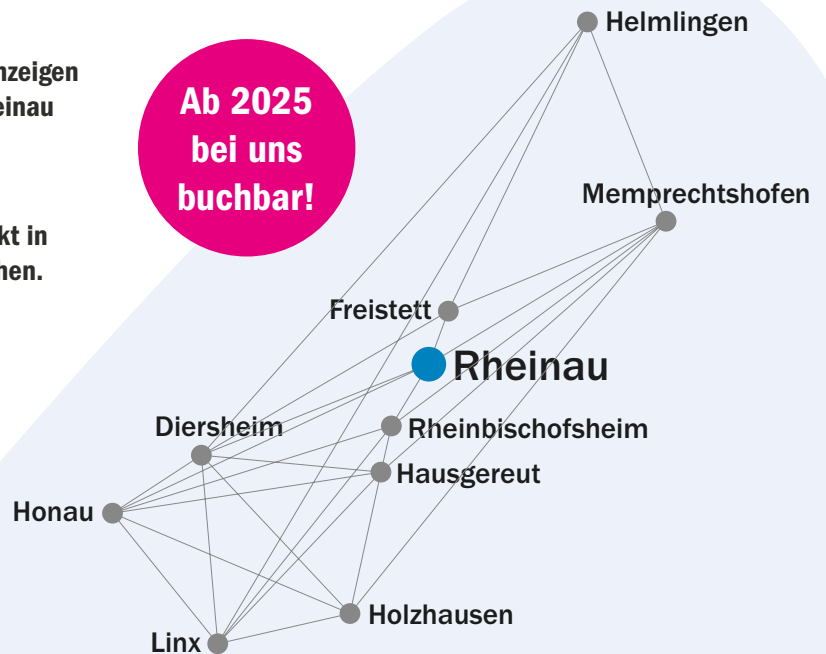 nzeigen
einau
kt in
hen.
Ab 2025
bei uns
buchbar!
Helmlingen
Memprechtshofen
Freistett
Rheinau
Diersheim
Rheinbischofsheim
Hausgereut
Honau
Holzhausen
Linx